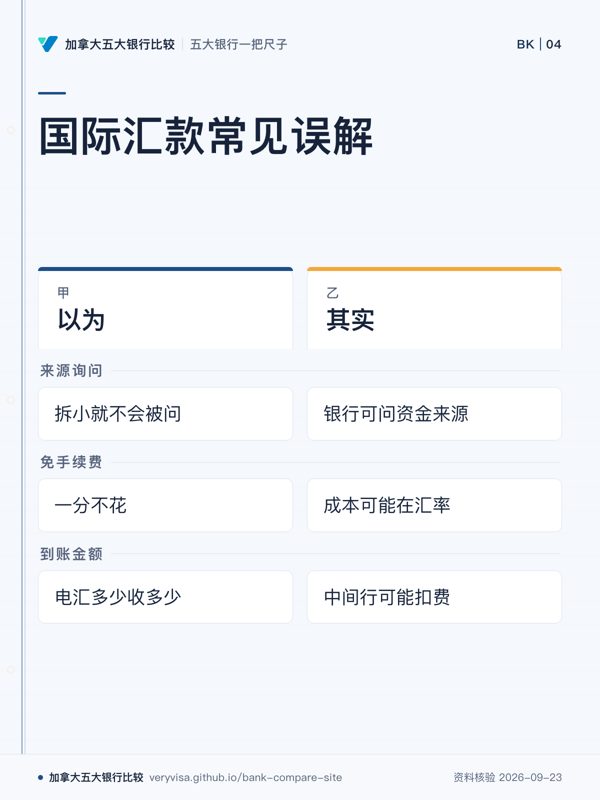 加拿大五大银行比较 | 五大银行一把尺子
BK | 04
国际汇款常见误解
甲
以为
乙
其实
来源询问
拆小就不会被问
银行可问资金来源
免手续费
一分不花
成本可能在汇率
到账金额
电汇多少收多少
中间行可能扣费
加拿大五大银行比较 veryvisa.github.io/bank-compare-site
资料核验 2026-09-23